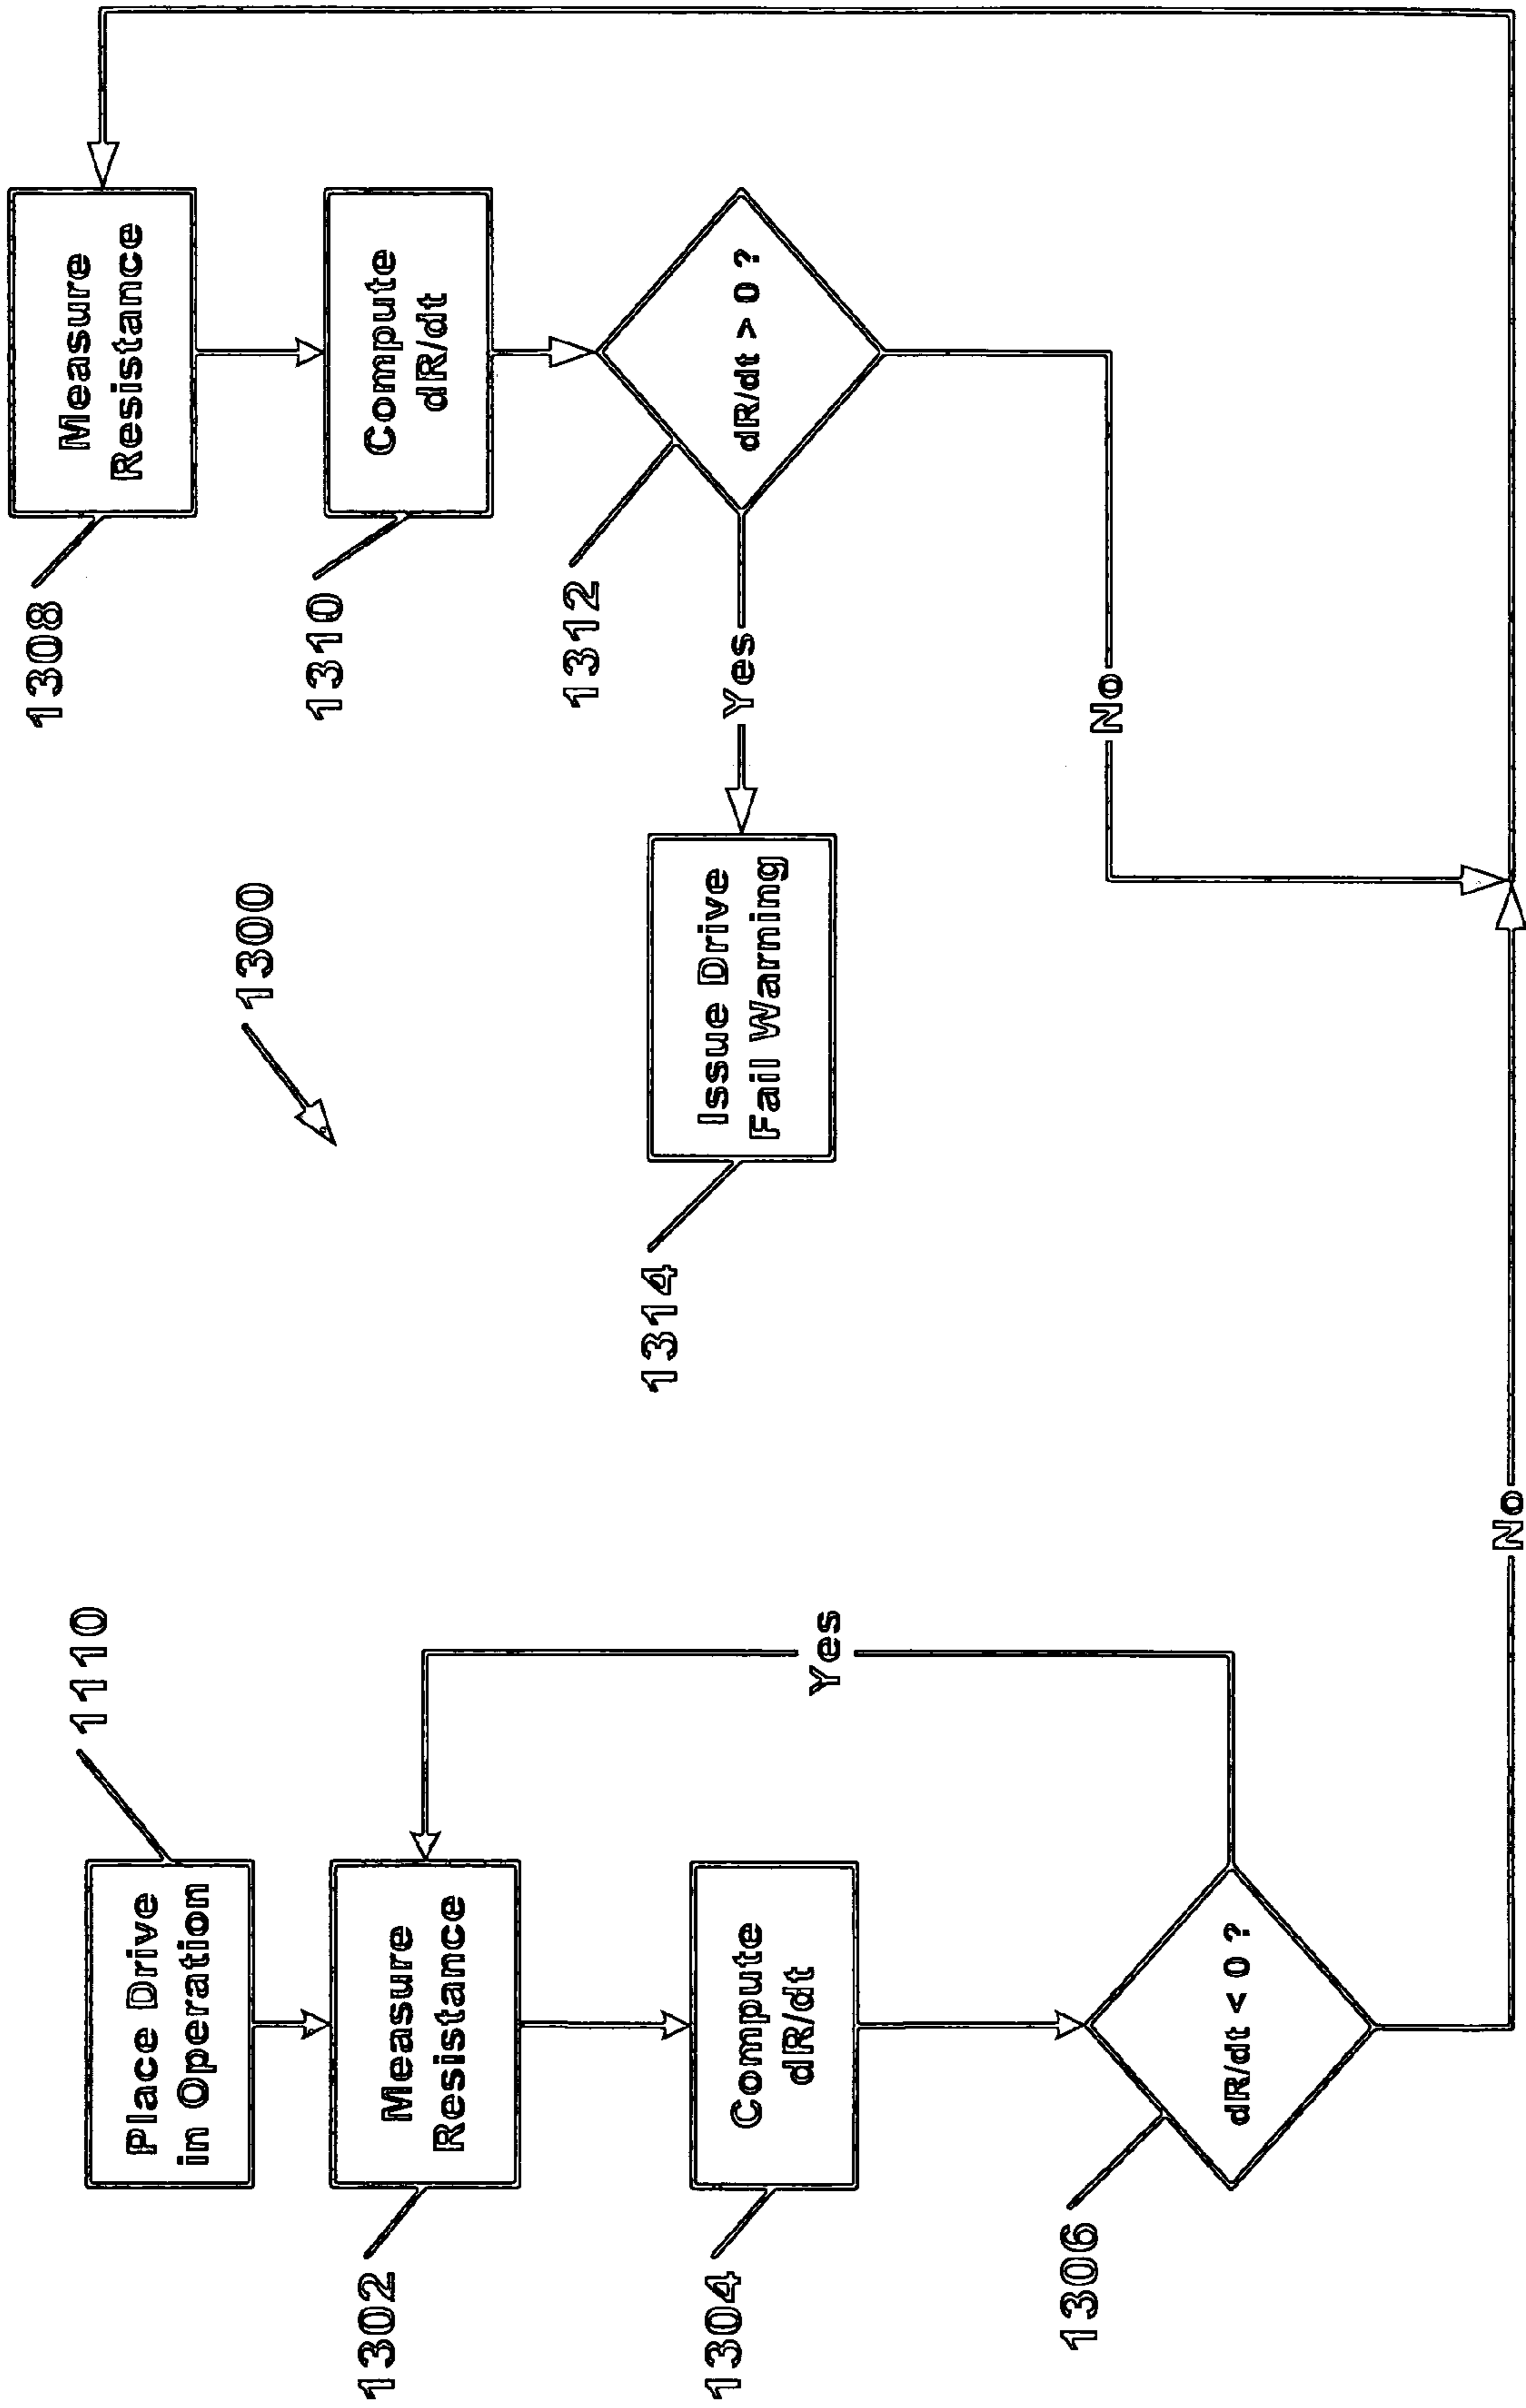 1110
Place Drive
in Operation
1302
Measure
Resistance
1304
Compute
dR/dt
1306
dR/dt < 0 ?
Yes
No
1300
1308
Measure
Resistance
1310
Compute
dR/dt
1312
dR/dt > 0 ?
Yes
No
1314
Issue Drive
Fail Warning